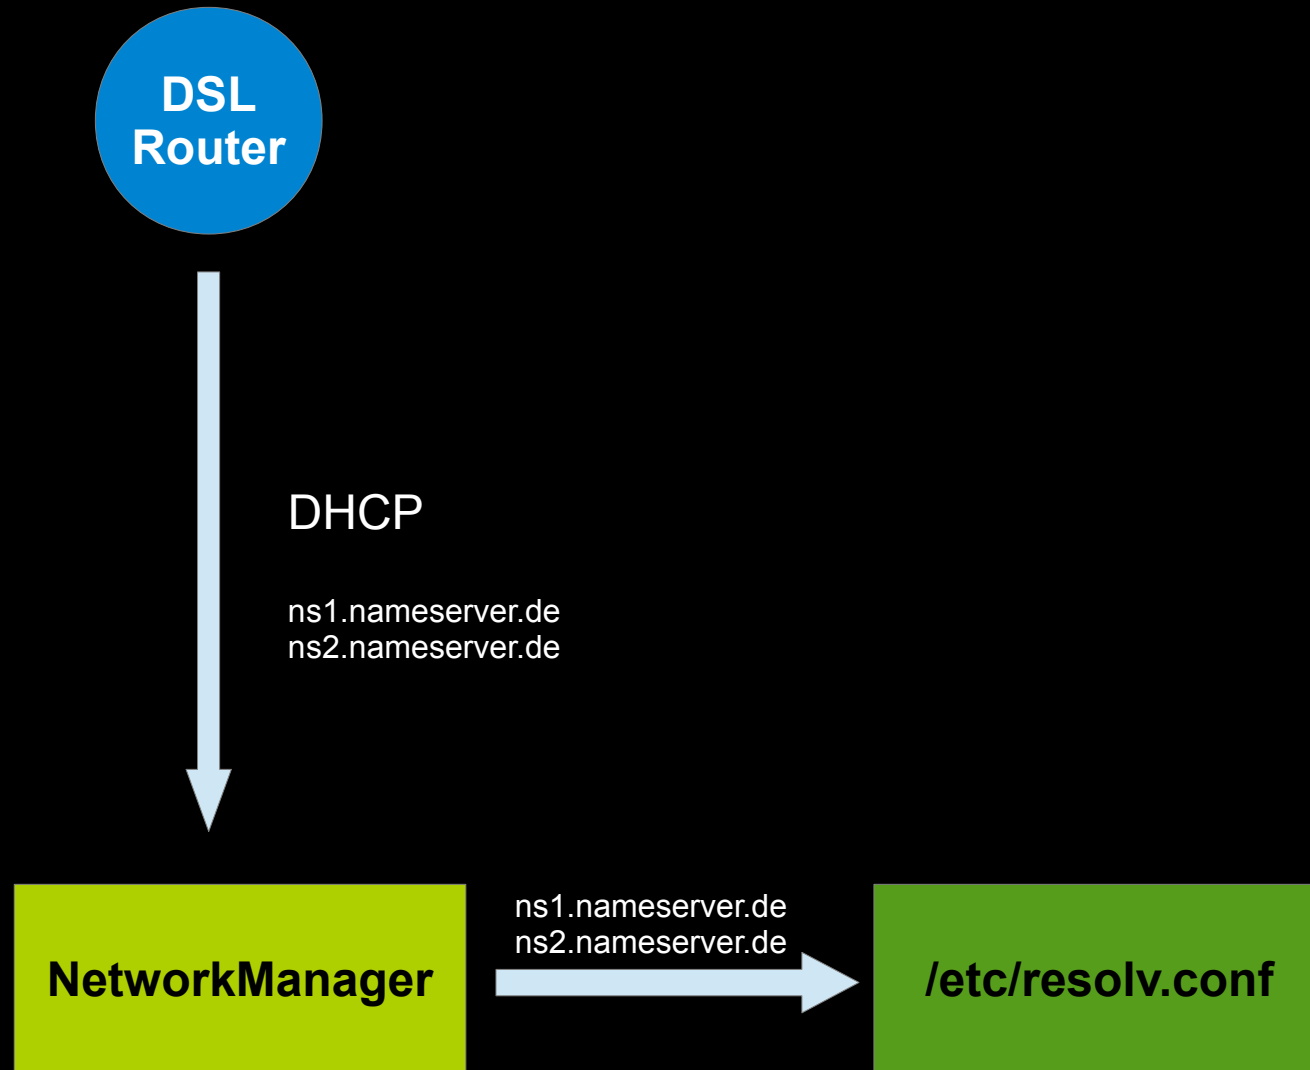 DSL
Router
DHCP
ns1.nameserver.de
ns2.nameserver.de
ns1.nameserver.de
ns2.nameserver.de
NetworkManager
/etc/resolv.conf